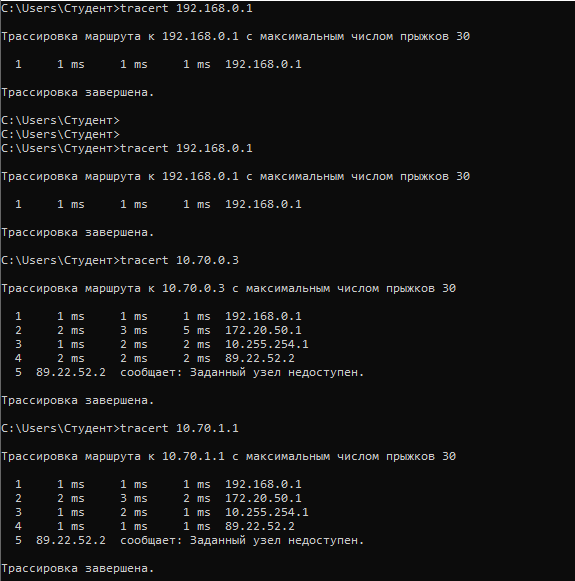 C:\Users\Студент>tracert 192.168.0.1
Трассировка маршрута к 192.168.0.1 с максимальным числом прыжков 30
1 1 ms 1 ms 1 ms 192.168.0.1
Трассировка завершена.
C:\Users\Студент>
C:\Users\Студент>
C:\Users\Студент>tracert 192.168.0.1
Трассировка маршрута к 192.168.0.1 с максимальным числом прыжков 30
1 1 ms 1 ms 1 ms 192.168.0.1
Трассировка завершена.
C:\Users\Студент>tracert 10.70.0.3
Трассировка маршрута к 10.70.0.3 с максимальным числом прыжков 30
1 1 ms 1 ms 1 ms 192.168.0.1
2 2 ms 3 ms 5 ms 172.20.50.1
3 1 ms 2 ms 2 ms 10.255.254.1
4 2 ms 2 ms 2 ms 89.22.52.2
5 89.22.52.2 сообщает: Заданный узел недоступен.
Трассировка завершена.
C:\Users\Студент>tracert 10.70.1.1
Трассировка маршрута к 10.70.1.1 с максимальным числом прыжков 30
1 1 ms 1 ms 1 ms 192.168.0.1
2 2 ms 3 ms 2 ms 172.20.50.1
3 1 ms 2 ms 1 ms 10.255.254.1
4 1 ms 1 ms 1 ms 89.22.52.2
5 89.22.52.2 сообщает: Заданный узел недоступен.
Трассировка завершена.